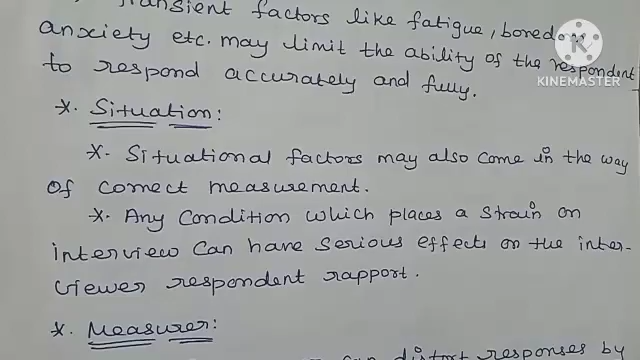 Transient factors like fatigue, boredom
anxiety etc. may limit the ability of the respondent
to respond accurately and fully.
* Situation:
* Situational factors may also come in the way
of correct measurement.
* Any Condition which places a strain on
interview can have serious effects on the inter-
viewer respondent rapport.
* Measurer:
can distort responses by
KINEMASTER